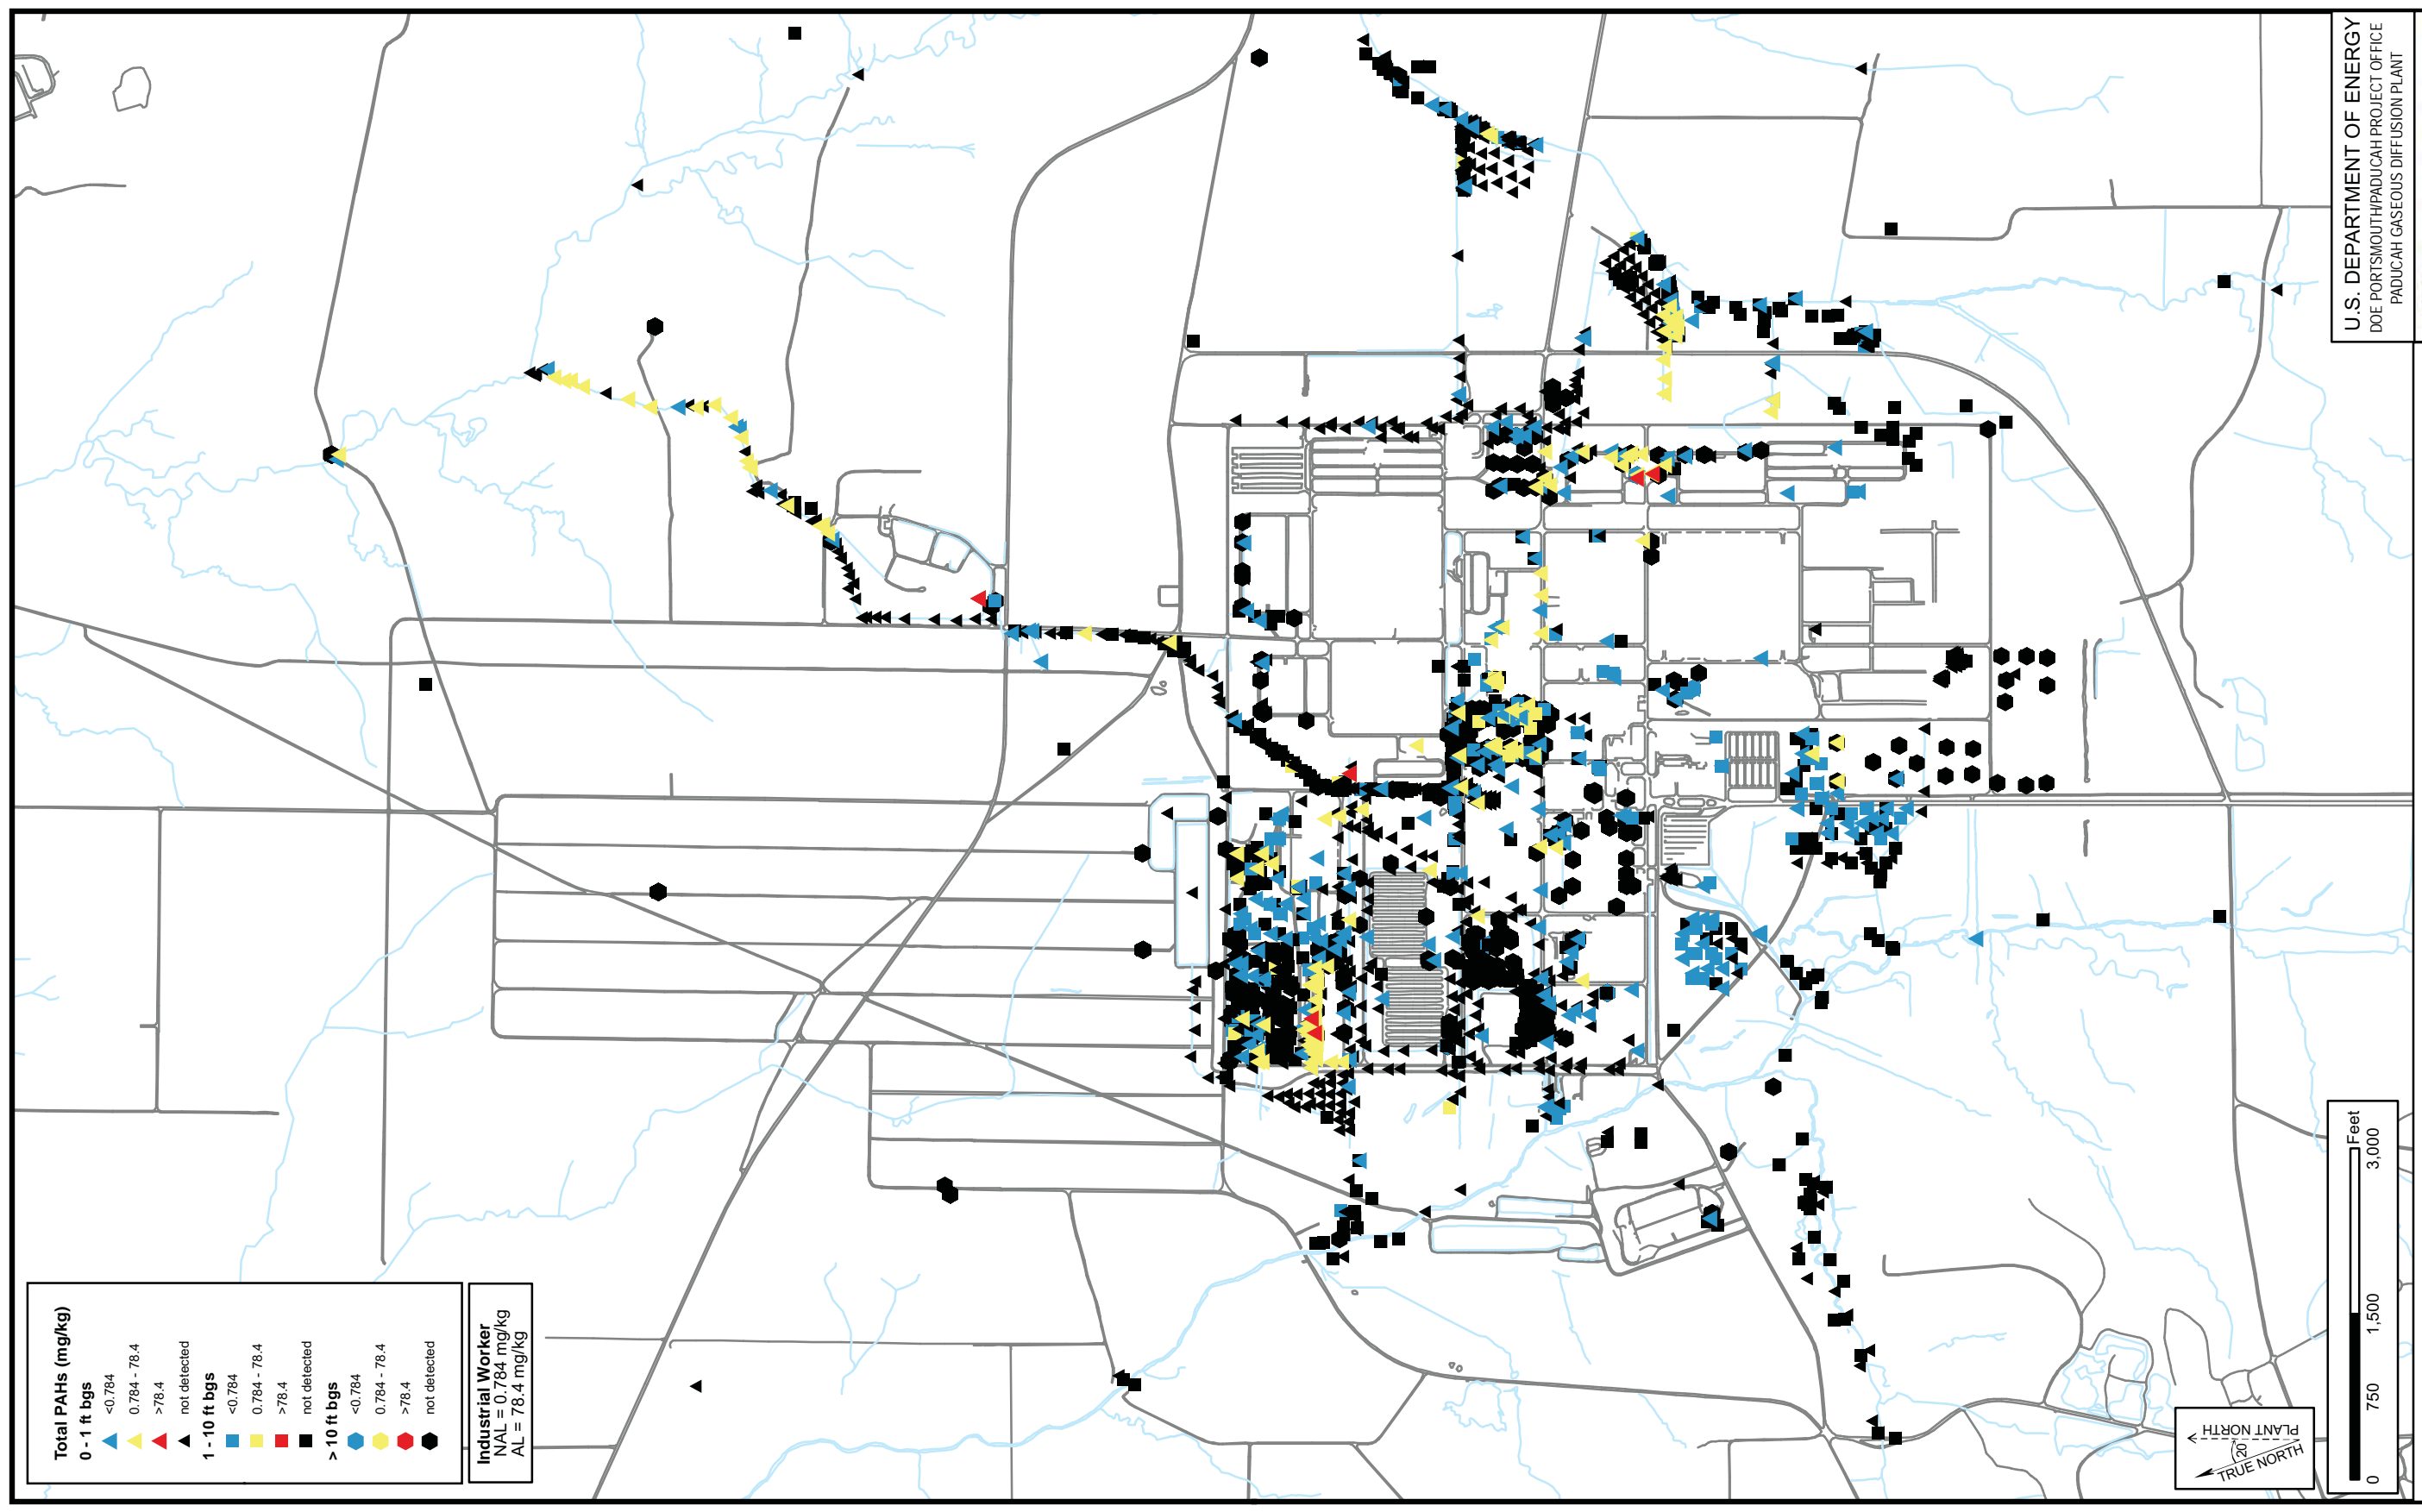 U.S. DEPARTMENT OF ENERGY
DOE PORTSMOUTH/PADUCAH PROJECT OFFICE
PADUCAH GASEOUS DIFFUSION PLANT
Total PAHs (mg/kg)
0 - 1 ft bgs
<0.784
0.784 - 78.4
>78.4
not detected
1 - 10 ft bgs
<0.784
0.784 - 78.4
>78.4
not detected
> 10 ft bgs
<0.784
0.784 - 78.4
>78.4
not detected
Industrial Worker
NAL = 0.784 mg/kg
AL = 78.4 mg/kg
PLANT NORTH
20
TRUE NORTH
Feet
0 750 1,500 3,000